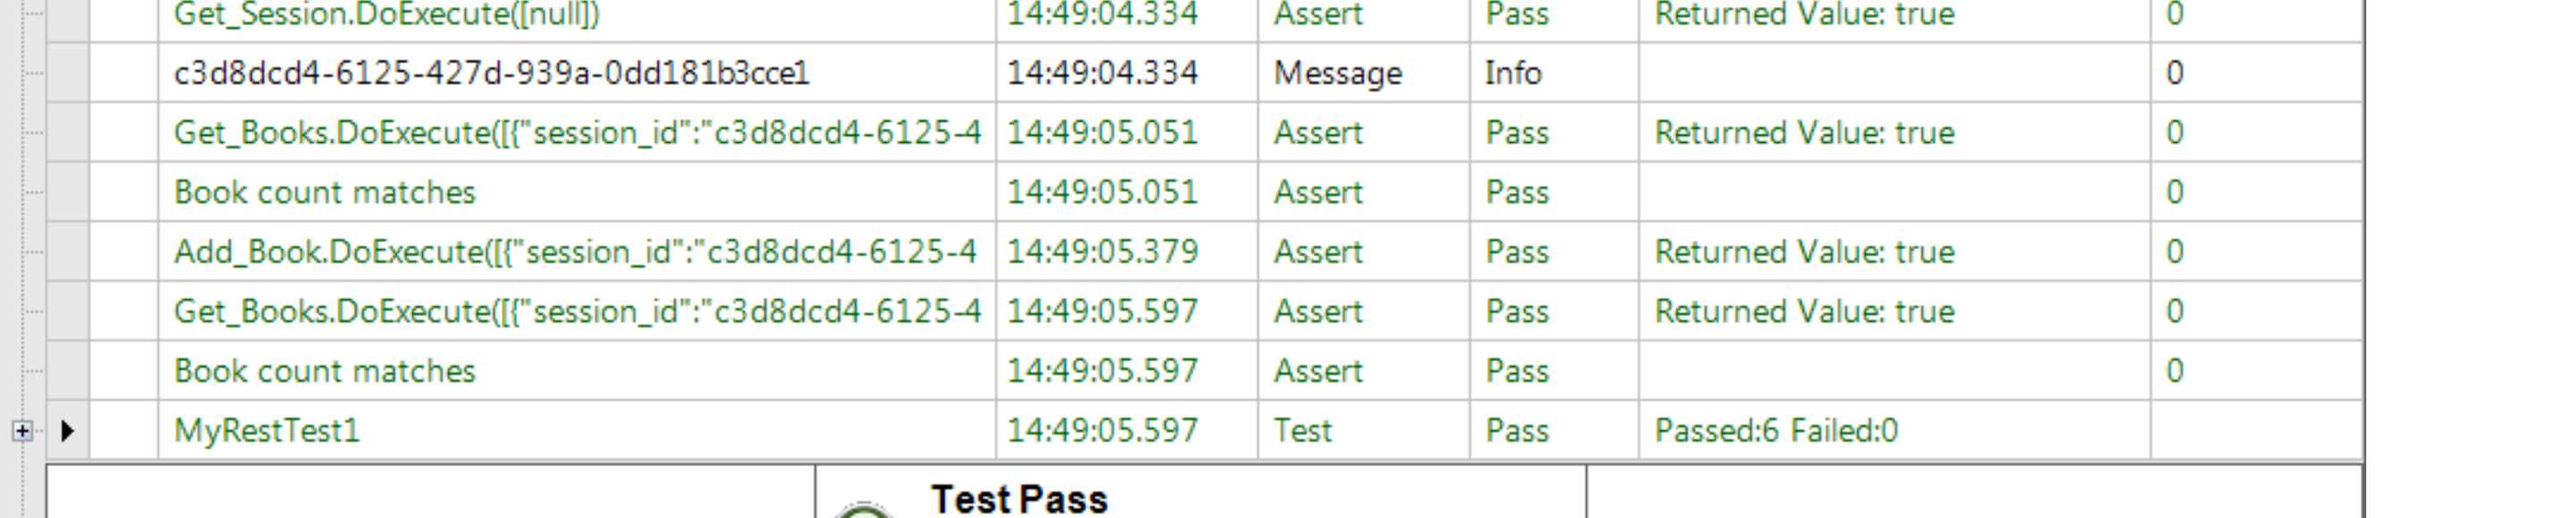 Get_Session.DoExecute([null]) 14:49:04.334 Assert Pass Returned Value: true 0
c3d8dcd4-6125-427d-939a-0dd181b3cce1 14:49:04.334 Message Info 0
Get_Books.DoExecute([{"session_id":"c3d8dcd4-6125-4 14:49:05.051 Assert Pass Returned Value: true 0
Book count matches 14:49:05.051 Assert Pass 0
Add_Book.DoExecute([{"session_id":"c3d8dcd4-6125-4 14:49:05.379 Assert Pass Returned Value: true 0
Get_Books.DoExecute([{"session_id":"c3d8dcd4-6125-4 14:49:05.597 Assert Pass Returned Value: true 0
Book count matches 14:49:05.597 Assert Pass 0
MyRestTest1 14:49:05.597 Test Pass Passed:6 Failed:0
Test Pass